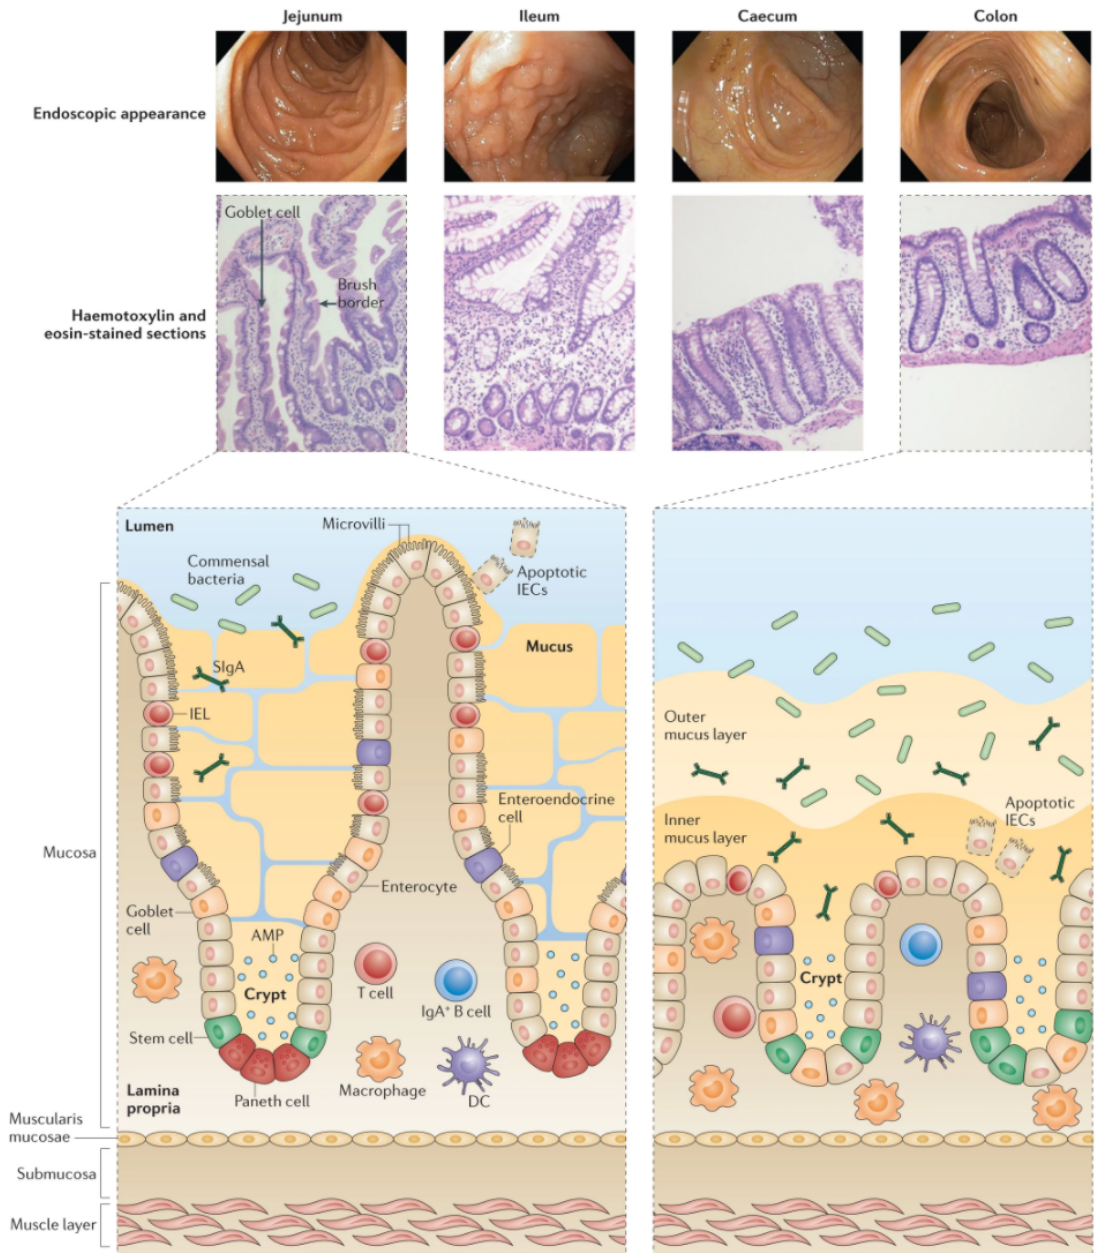 Jejunum
Ileum
Caecum
Colon
Endoscopic appearance
Goblet cell
Brush
border
Haemotoxylin and
eosin-stained sections
Lumen
Microvilli
Commensal
bacteria
Apoptotic
IECs
Mucus
SIgA
IEL
Outer
mucus layer
Enteroendocrine
cell
Apoptotic
IECs
Inner
mucus layer
Mucosa
Enterocyte
Goblet
cell
AMP
Crypt
T cell
IgA⁺ B cell
Crypt
Stem cell
Macrophage
DC
Paneth cell
Lamina
propria
Muscularis
mucosae
Submucosa
Muscle layer